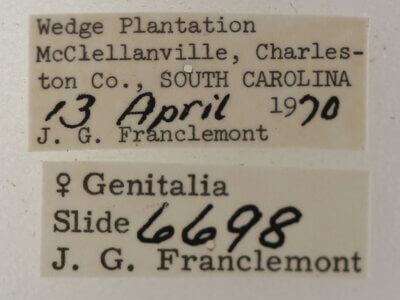 Wedge Plantation
McClellanville, Charles-
ton Co., SOUTH CAROLINA
13 April 1970
J. G. Franclemont
♀ Genitalia
Slide 6698
J. G. Franclemont